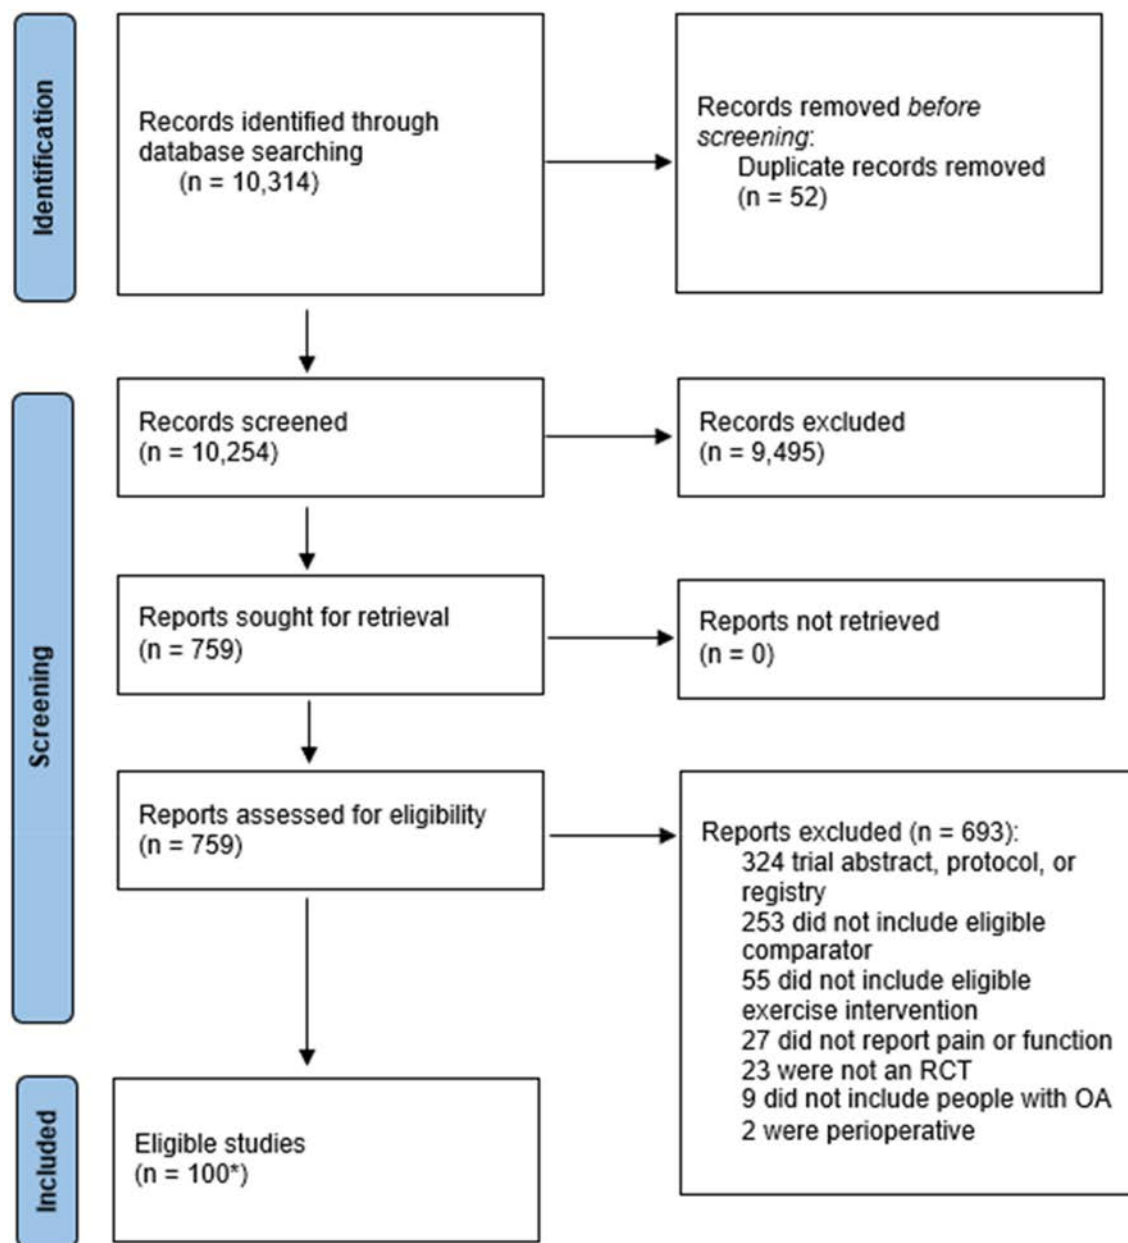 Identification
Records identified through
database searching
(n = 10,314)
Records removed before
screening:
Duplicate records removed
(n = 52)
Screening
Records screened
(n = 10,254)
Records excluded
(n = 9,495)
Reports sought for retrieval
(n = 759)
Reports not retrieved
(n = 0)
Reports assessed for eligibility
(n = 759)
Reports excluded (n = 693):
324 trial abstract, protocol, or
registry
253 did not include eligible
comparator
55 did not include eligible
exercise intervention
27 did not report pain or function
23 were not an RCT
9 did not include people with OA
2 were perioperative
Included
Eligible studies
(n = 100*)